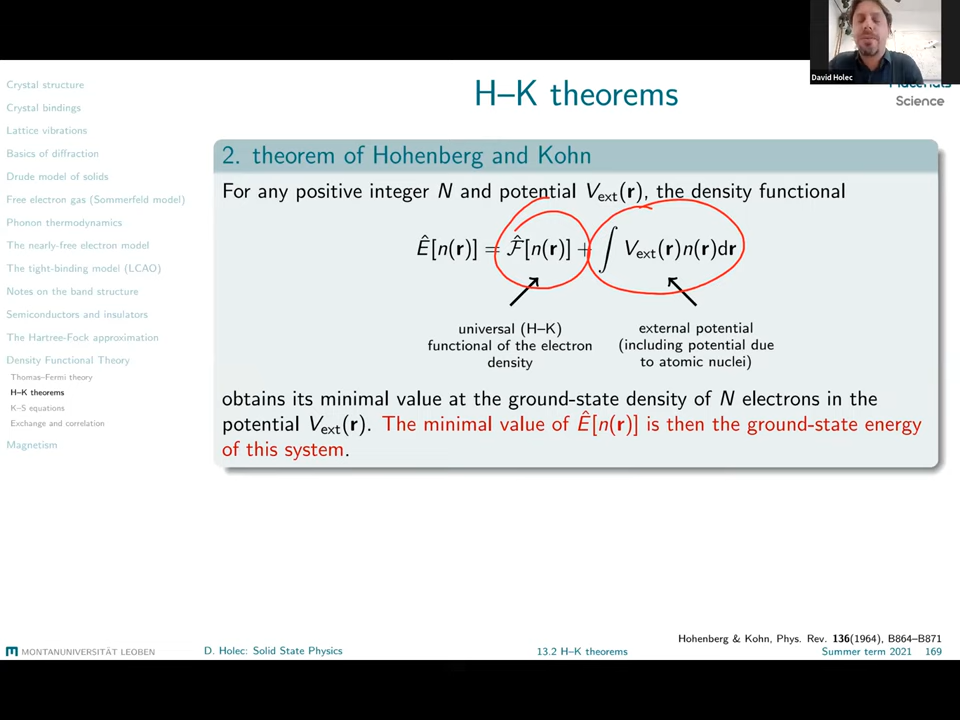 David Holec
H–K theorems
Materials
Science
Crystal structure
Crystal bindings
Lattice vibrations
Basics of diffraction
Drude model of solids
Free electron gas (Sommerfeld model)
Phonon thermodynamics
The nearly-free electron model
The tight-binding model (LCAO)
Notes on the band structure
Semiconductors and insulators
The Hartree-Fock approximation
Density Functional Theory
Thomas–Fermi theory
H–K theorems
K–S equations
Exchange and correlation
Magnetism
2. theorem of Hohenberg and Kohn
For any positive integer N and potential V_ext(r), the density functional
Ê[n(r)] = F̂[n(r)] + ∫ V_ext(r)n(r)dr
universal (H–K)
functional of the electron
density
external potential
(including potential due
to atomic nuclei)
obtains its minimal value at the ground-state density of N electrons in the
potential V_ext(r). The minimal value of Ê[n(r)] is then the ground-state energy
of this system.
Hohenberg & Kohn, Phys. Rev. 136(1964), B864–B871
MONTANUNIVERSITÄT LEOBEN
D. Holec: Solid State Physics
13.2 H–K theorems
Summer term 2021 169